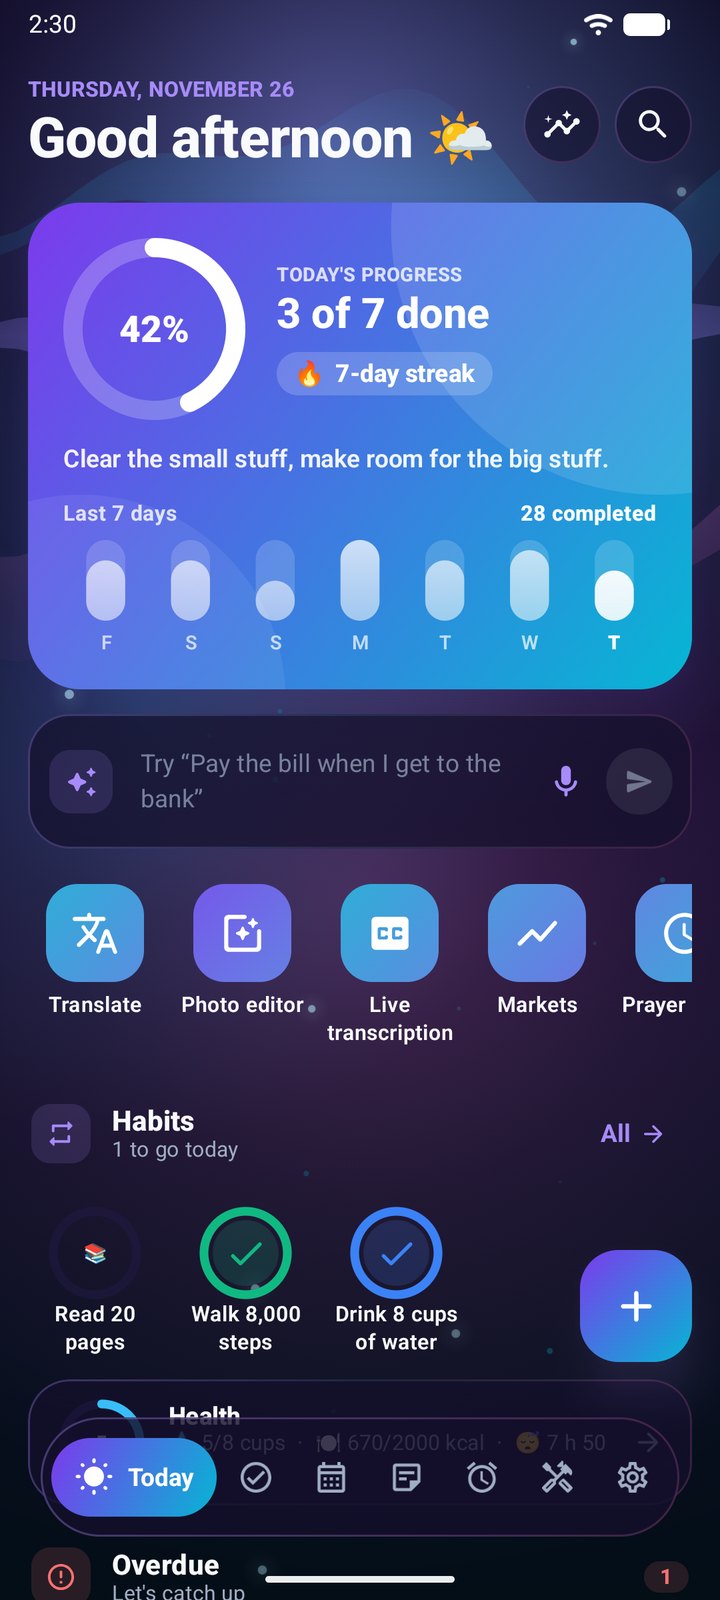 2:30
THURSDAY, NOVEMBER 26
Good afternoon
42%
TODAY'S PROGRESS
3 of 7 done
7-day streak
Clear the small stuff, make room for the big stuff.
Last 7 days
28 completed
F S S M T W T
Try “Pay the bill when I get to the
bank”
Translate
Photo editor
Live
transcription
Markets
Prayer
Habits
1 to go today
All
Read 20
pages
Walk 8,000
steps
Drink 8 cups
of water
Health
5/8 cups · 670/2000 kcal · 7 h 50
Today
Overdue
Let's catch up
1